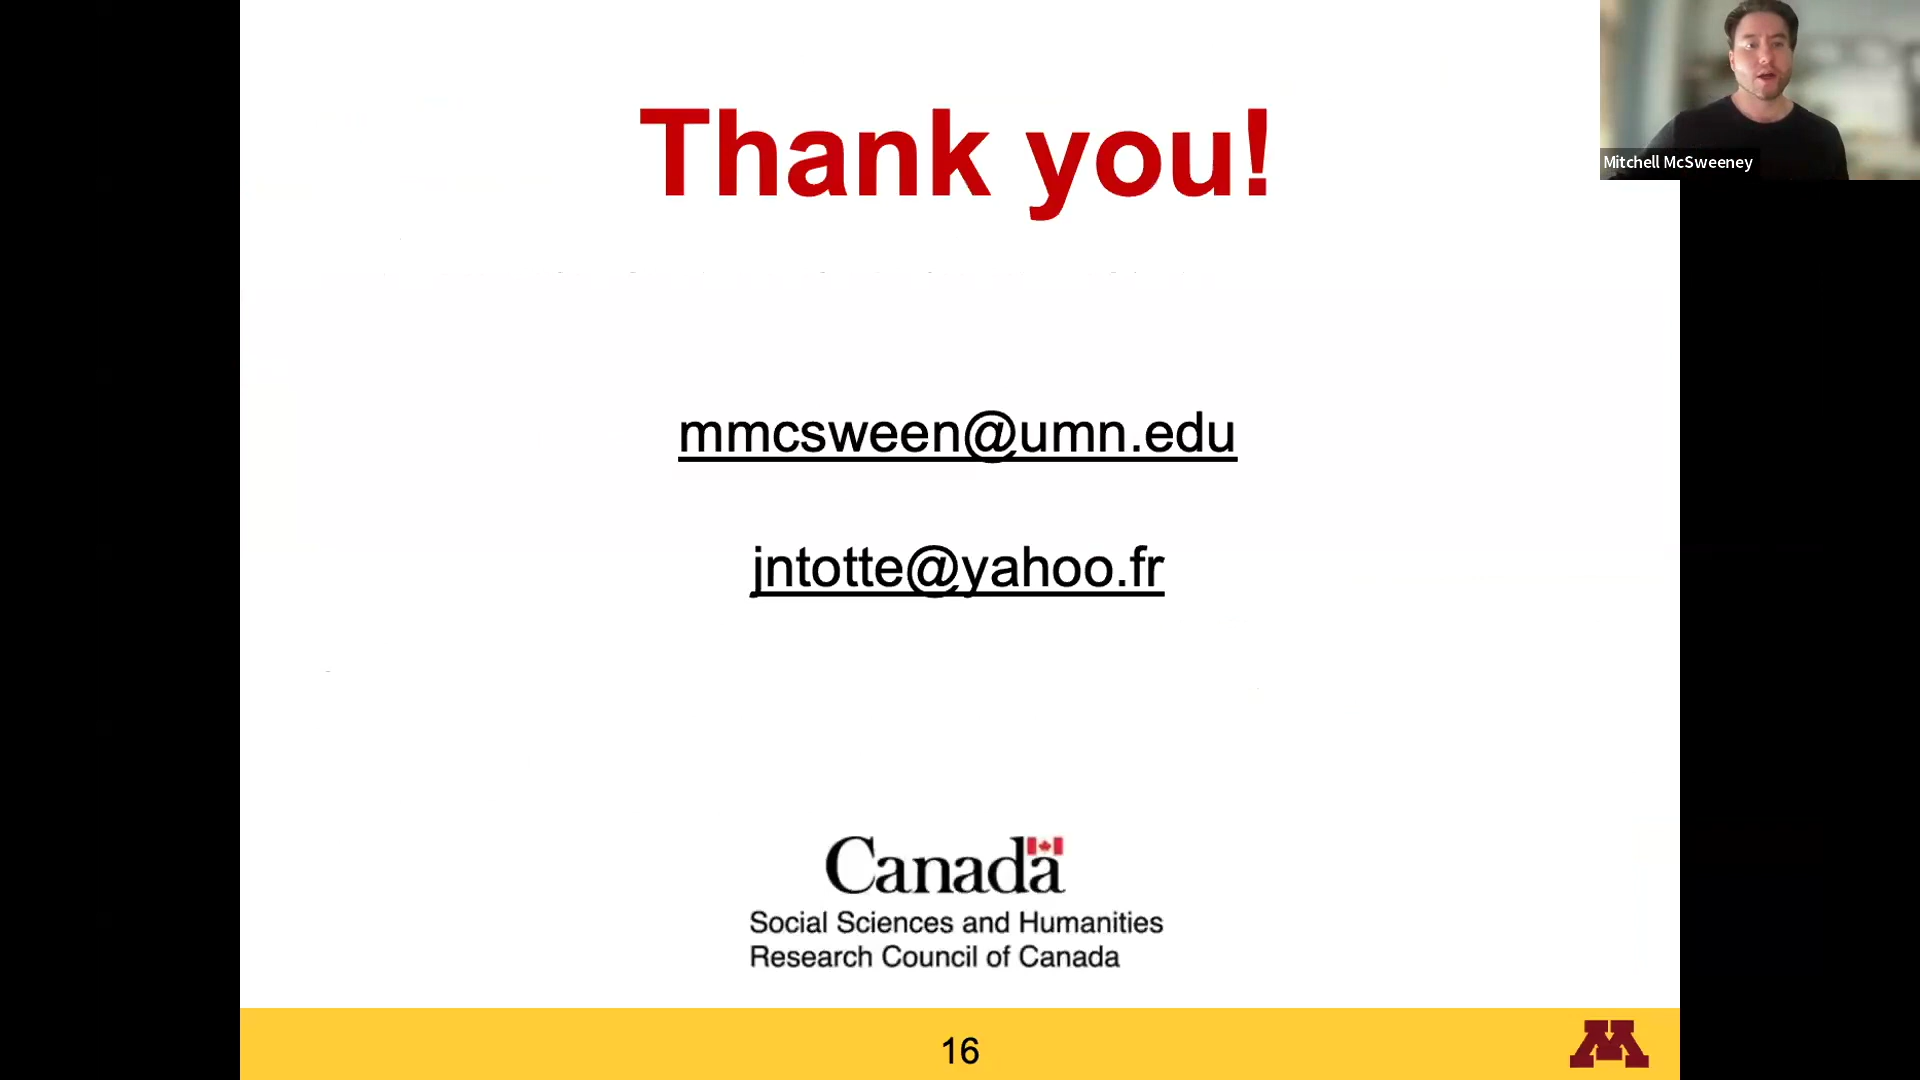 Thank you!
Mitchell McSweeney
mmcsween@umn.edu
jntotte@yahoo.fr
Canada
Social Sciences and Humanities
Research Council of Canada
16
M